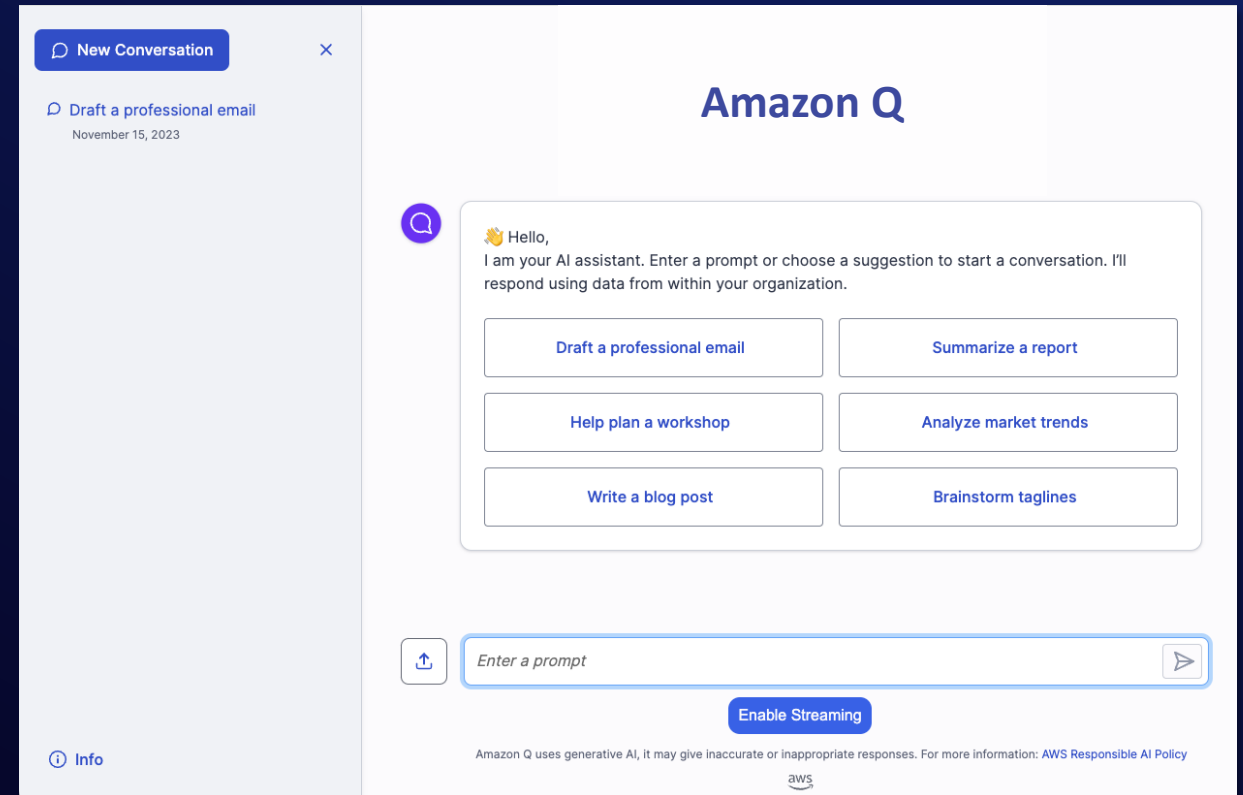 New Conversation
Draft a professional email
November 15, 2023
Info
Amazon Q
👋 Hello,
I am your AI assistant. Enter a prompt or choose a suggestion to start a conversation. I’ll
respond using data from within your organization.
Draft a professional email
Summarize a report
Help plan a workshop
Analyze market trends
Write a blog post
Brainstorm taglines
Enter a prompt
Enable Streaming
Amazon Q uses generative AI, it may give inaccurate or inappropriate responses. For more information: AWS Responsible AI Policy
aws